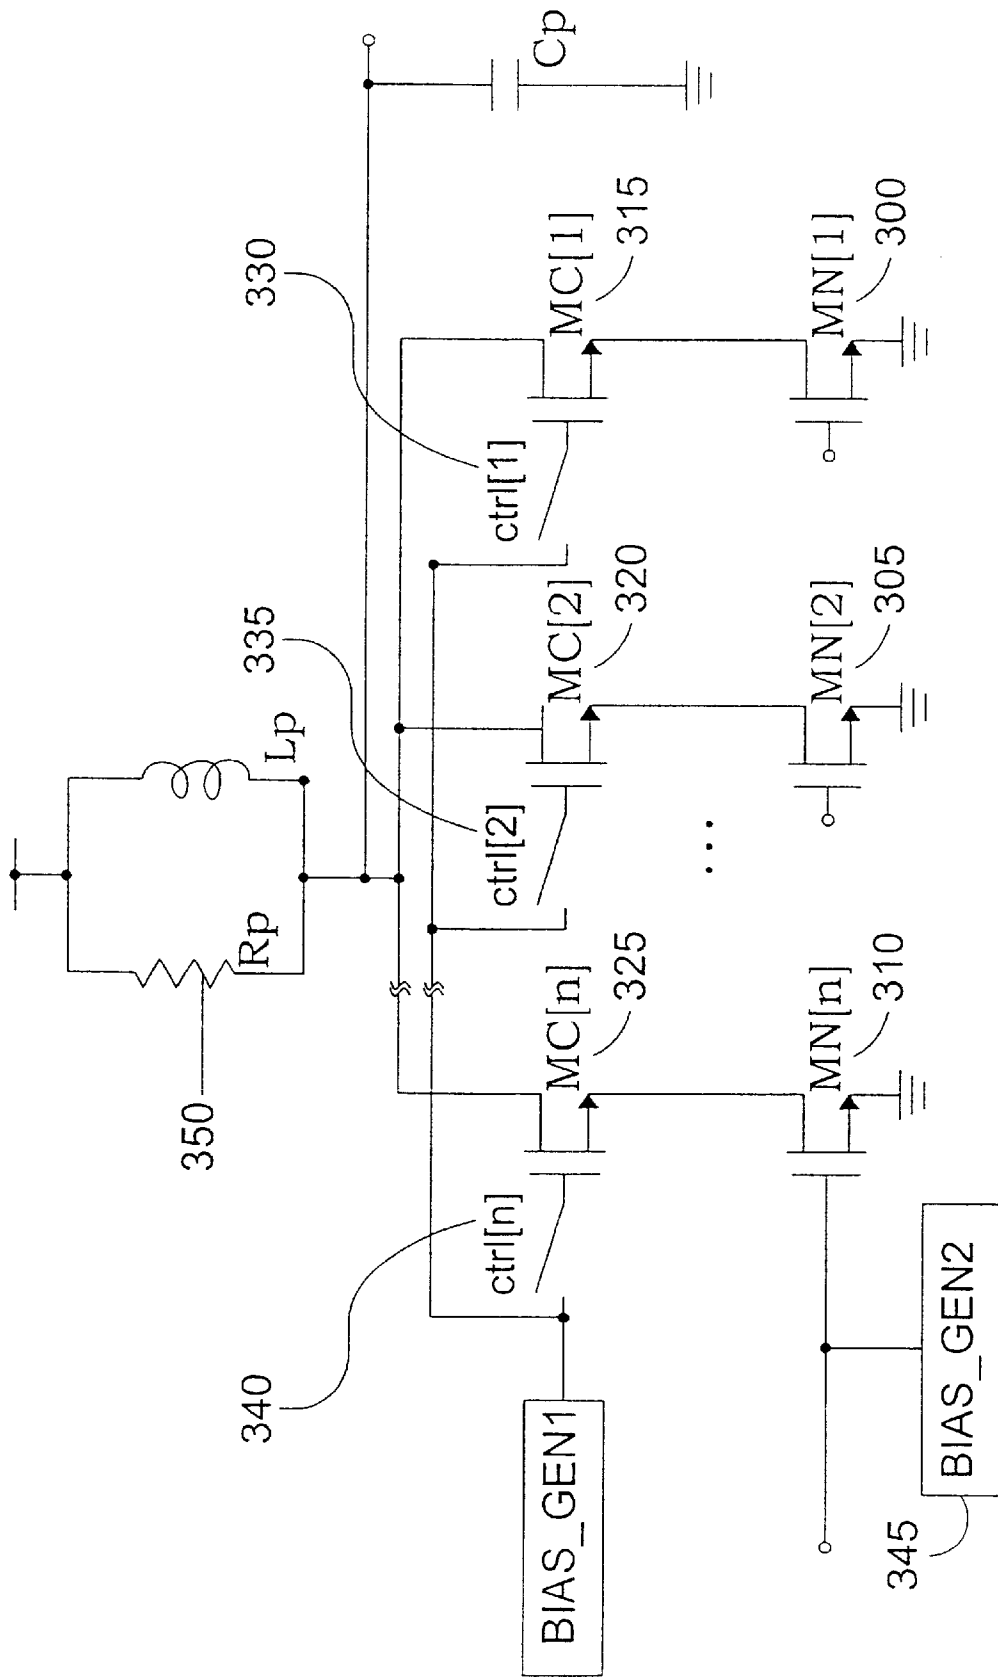 350
Rp
Lp
Cp
340
335
330
ctrl[n]
ctrl[2]
ctrl[1]
MC[n]
325
MC[2]
320
MC[1]
315
BIAS_GEN1
...
MN[n]
310
MN[2]
305
MN[1]
300
BIAS_GEN2
345